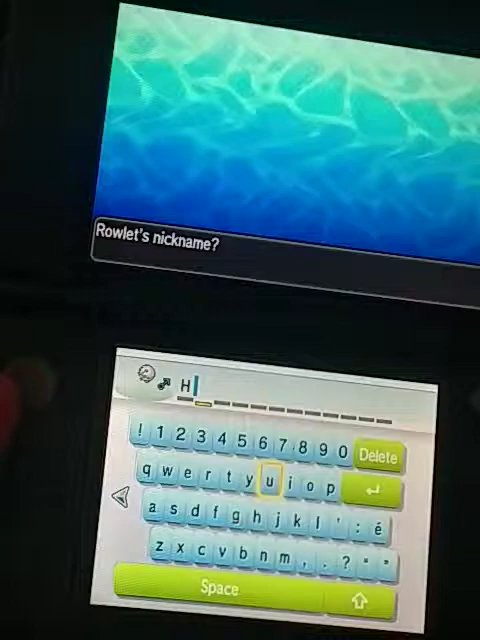 Rowlet's nickname?
H
! 1 2 3 4 5 6 7 8 9 0 Delete
q w e r t y u i o p
a s d f g h j k l ' : é
z x c v b n m , . ? “ ”
Space